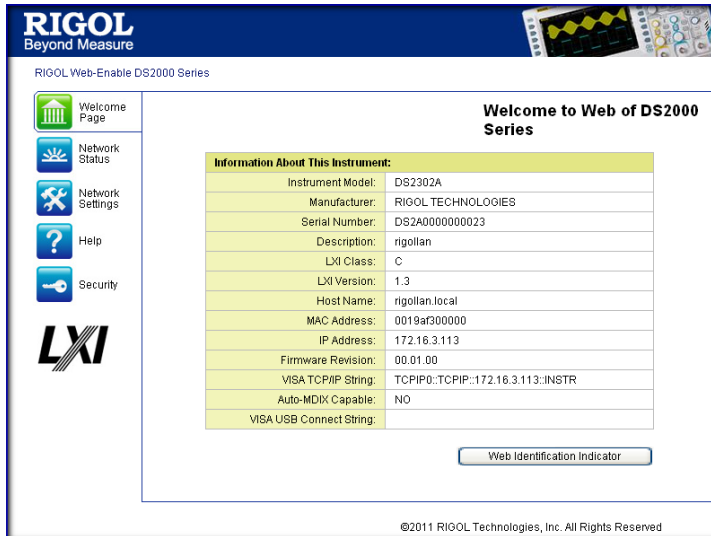 RIGOL
Beyond Measure
RIGOL Web-Enable DS2000 Series
Welcome
Page
Network
Status
Network
Settings
Help
Security
LXI
Welcome to Web of DS2000
Series
Information About This Instrument:
Instrument Model: DS2302A
Manufacturer: RIGOL TECHNOLOGIES
Serial Number: DS2A0000000023
Description: rigollan
LXI Class: C
LXI Version: 1.3
Host Name: rigollan.local
MAC Address: 0019af300000
IP Address: 172.16.3.113
Firmware Revision: 00.01.00
VISA TCP/IP String: TCPIP0::TCPIP::172.16.3.113::INSTR
Auto-MDIX Capable: NO
VISA USB Connect String:
Web Identification Indicator
©2011 RIGOL Technologies, Inc. All Rights Reserved